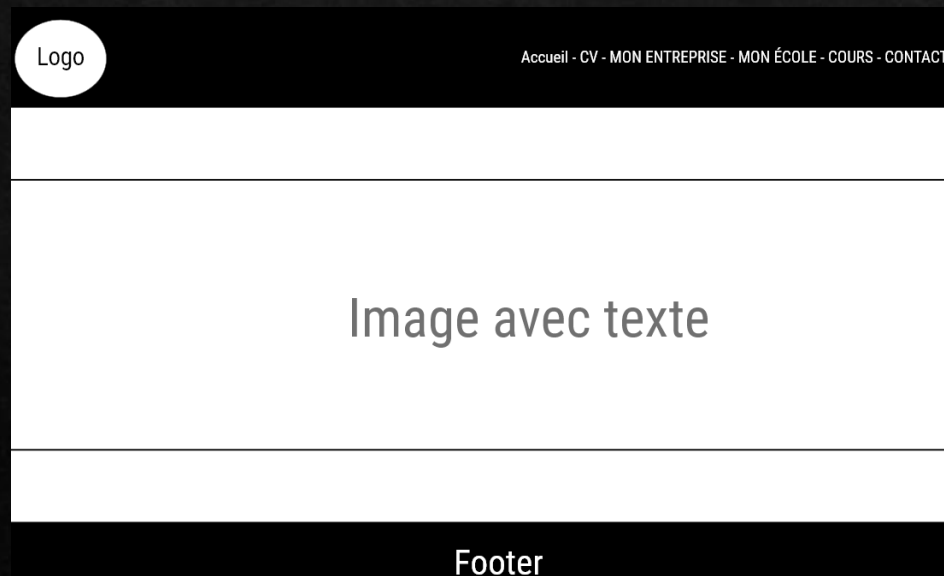 Logo
Accueil - CV - MON ENTREPRISE - MON ÉCOLE - COURS - CONTACT
Image avec texte
Footer